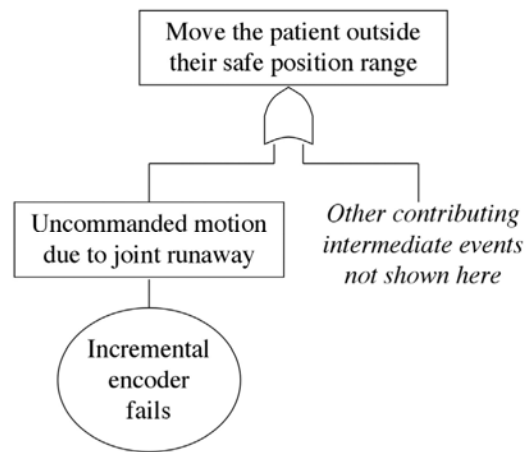 Move the patient outside
their safe position range
Uncommanded motion
due to joint runaway
Other contributing
intermediate events
not shown here
Incremental
encoder
fails